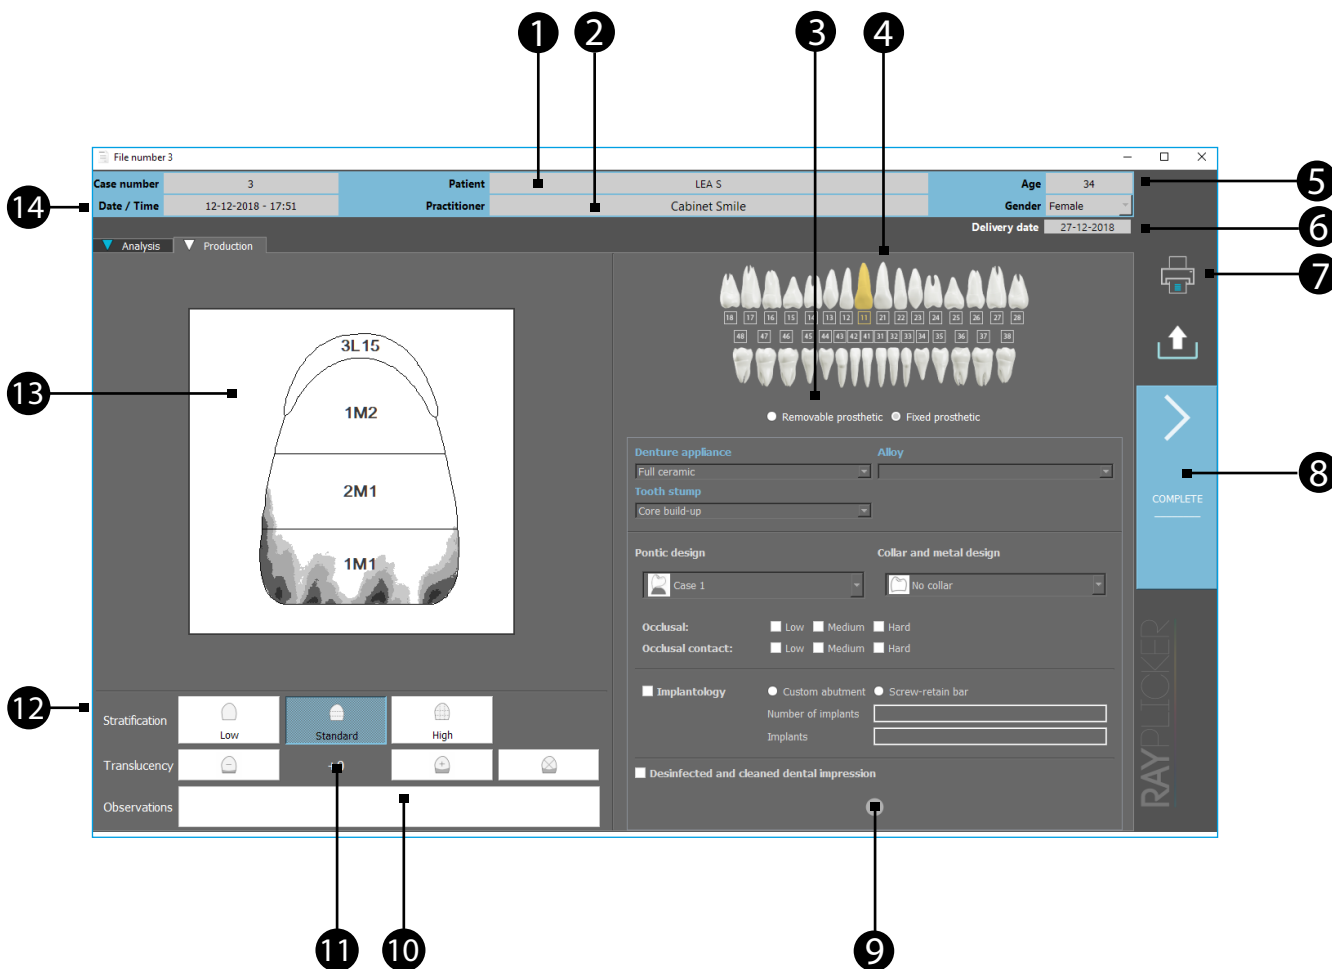 1 2 3 4
File number 3
Case number 3 Patient LEA S Age 34 5
14 Date / Time 12-12-2018 - 17:51 Practitioner Cabinet Smile Gender Female
Delivery date 27-12-2018 6
Analysis Production
7
18 17 16 15 14 13 12 11 21 22 23 24 25 26 27 28
48 47 46 45 44 43 42 41 31 32 33 34 35 36 37 38
3L15
13
1M2
Removable prosthetic Fixed prosthetic
Denture appliance Alloy
Full ceramic
8
Tooth stump
2M1
COMPLETE
Core build-up
Pontic design Collar and metal design
1M1
Case 1 No collar
Occlusal: Low Medium Hard
Occlusal contact: Low Medium Hard
RAYPLICKER
12
Implantology Custom abutment Screw-retain bar
Number of implants
Implants
Stratification Low Standard High
Translucency
Desinfected and cleaned dental impression
Observations
11 10 9